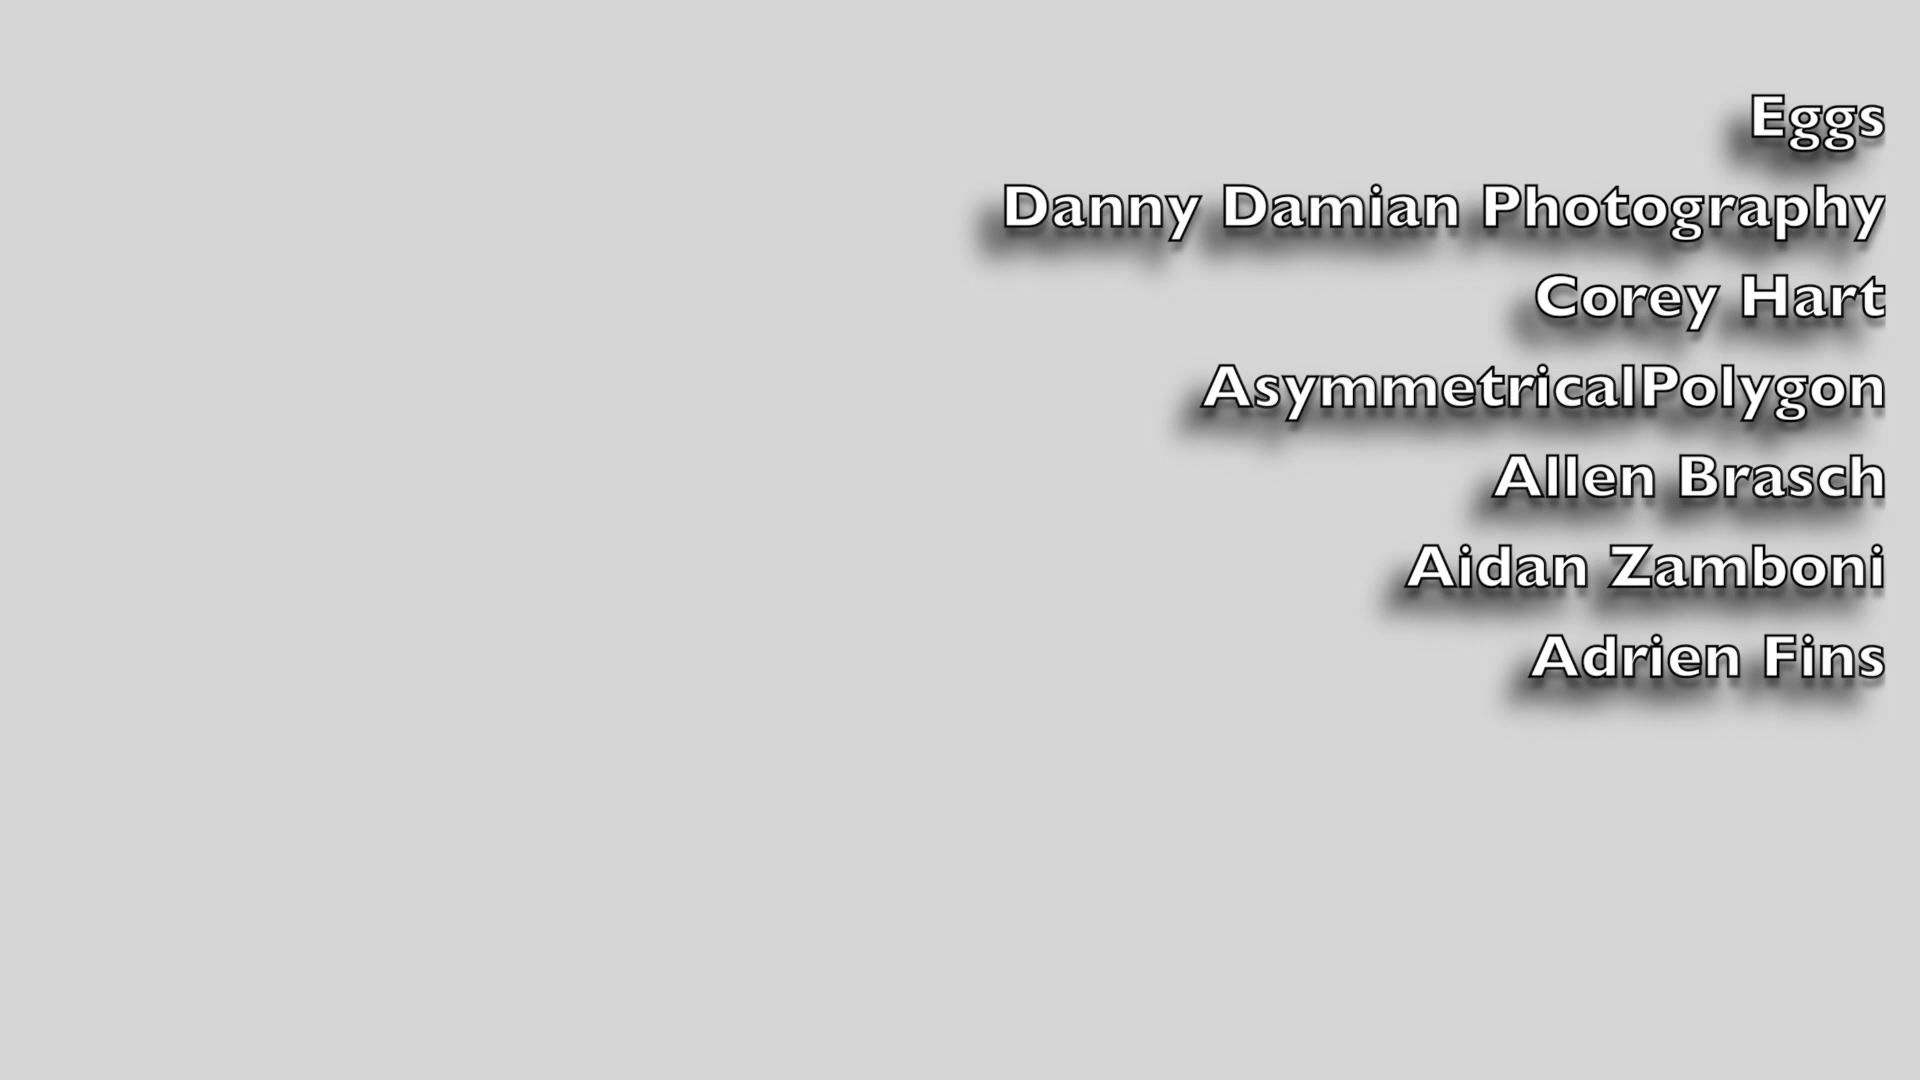 Eggs
Danny Damian Photography
Corey Hart
AsymmetricalPolygon
Allen Brasch
Aidan Zamboni
Adrien Fins